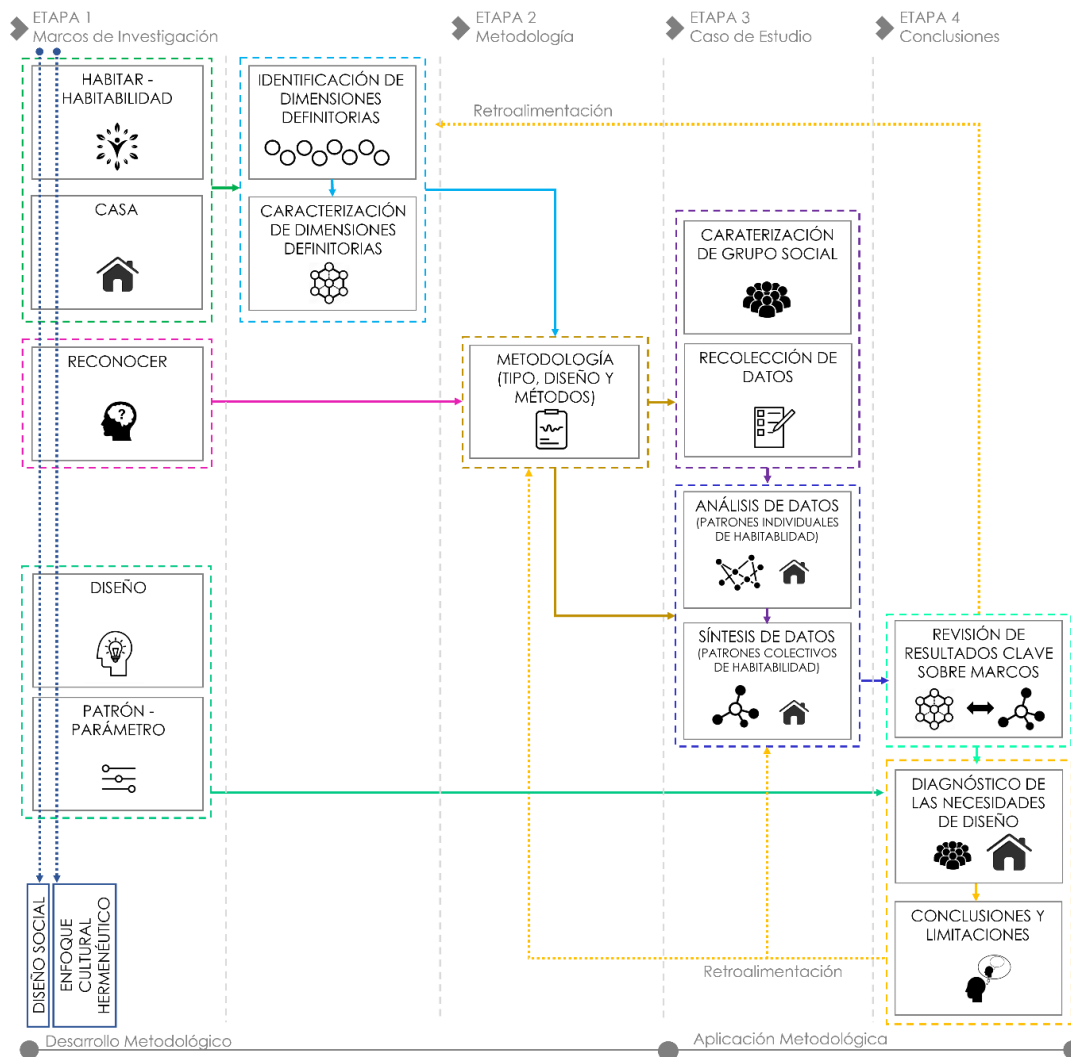 ETAPA 1
Marcos de Investigación
ETAPA 2
Metodología
ETAPA 3
Caso de Estudio
ETAPA 4
Conclusiones
HABITAR -
HABITABILIDAD
CASA
IDENTIFICACIÓN DE
DIMENSIONES
DEFINITORIAS
CARACTERIZACIÓN
DE DIMENSIONES
DEFINITORIAS
Retroalimentación
RECONOCER
?
METODOLOGÍA
(TIPO, DISEÑO Y
MÉTODOS)
CARATERIZACIÓN
DE GRUPO SOCIAL
RECOLECCIÓN DE
DATOS
ANÁLISIS DE DATOS
(PATRONES INDIVIDUALES
DE HABITABLIDAD)
SÍNTESIS DE DATOS
(PATRONES COLECTIVOS
DE HABITABILIDAD)
DISEÑO
PATRÓN -
PARÁMETRO
REVISIÓN DE
RESULTADOS CLAVE
SOBRE MARCOS
DIAGNÓSTICO DE
LAS NECESIDADES
DE DISEÑO
CONCLUSIONES Y
LIMITACIONES
Retroalimentación
DISEÑO SOCIAL
ENFOQUE
CULTURAL
HERMENÉUTICO
Desarrollo Metodológico
Aplicación Metodológica